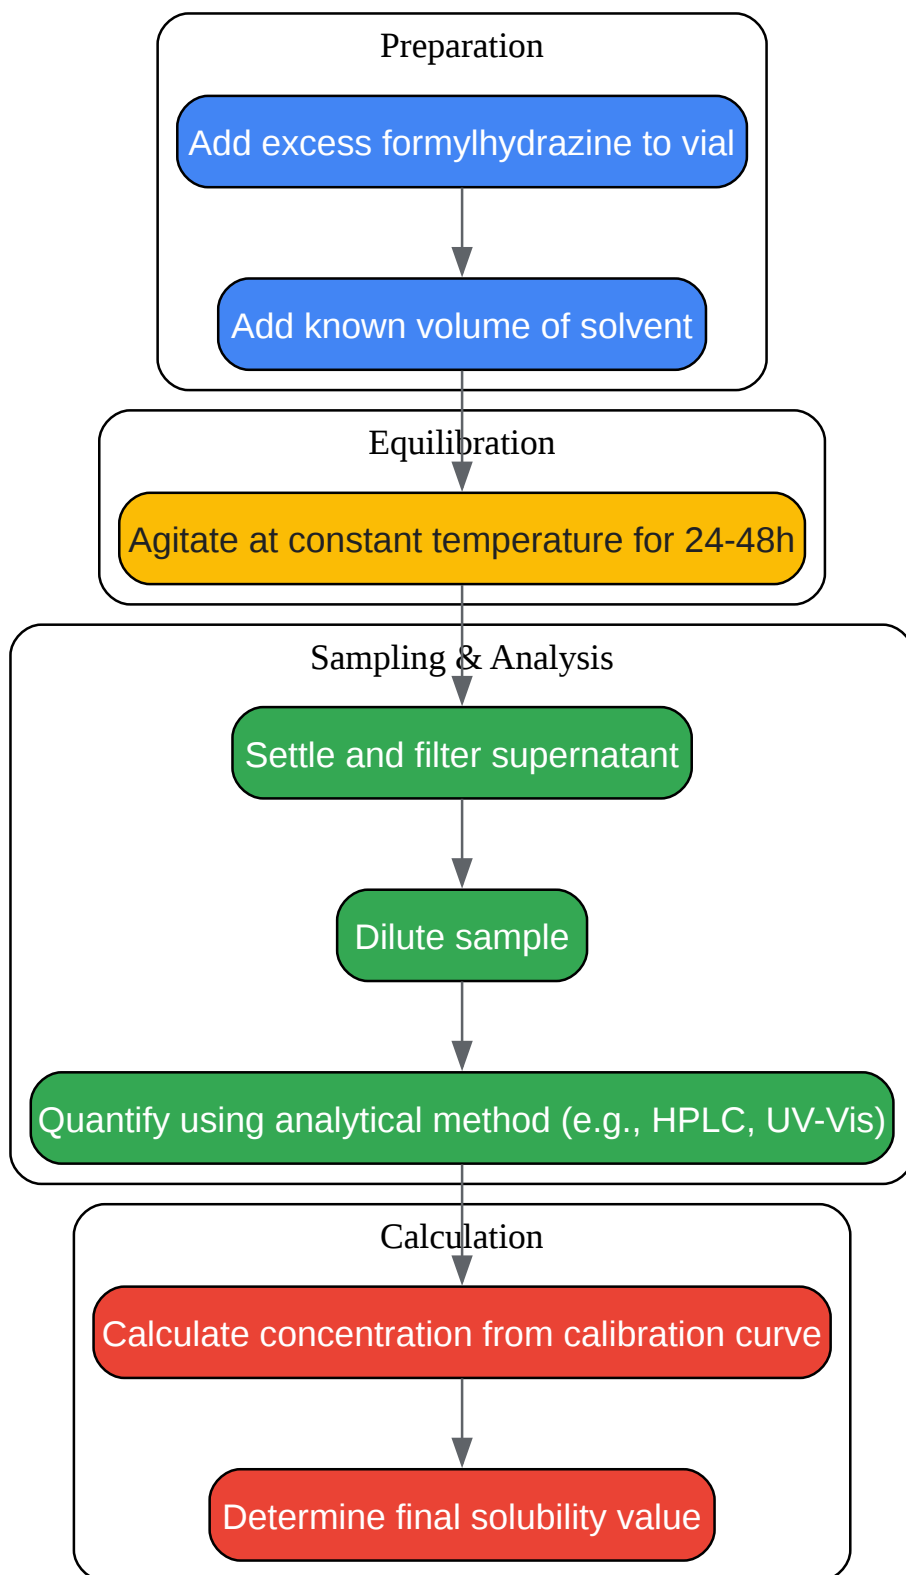 Preparation
Add excess formylhydrazine to vial
Add known volume of solvent
Equilibration
Agitate at constant temperature for 24-48h
Sampling & Analysis
Settle and filter supernatant
Dilute sample
Quantify using analytical method (e.g., HPLC, UV-Vis)
Calculation
Calculate concentration from calibration curve
Determine final solubility value